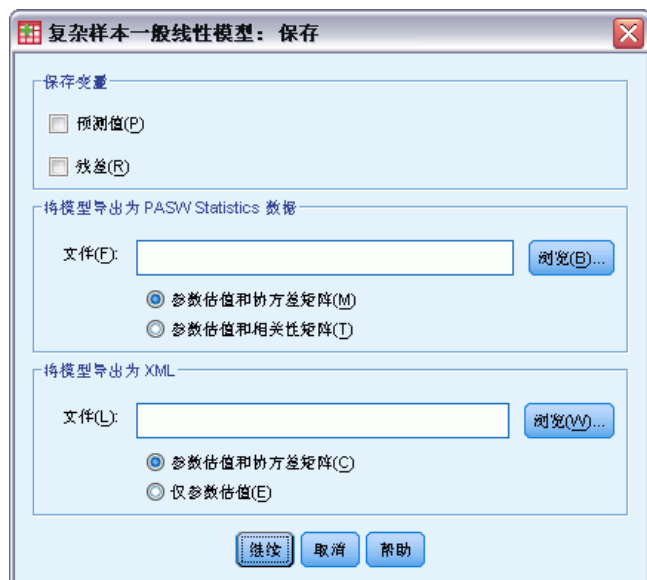 复杂样本一般线性模型：保存
保存变量
预测值(P)
残差(R)
将模型导出为 PASW Statistics 数据
文件(F):
浏览(B)...
参数估值和协方差矩阵(M)
参数估值和相关性矩阵(T)
将模型导出为 XML
文件(L):
浏览(W)...
参数估值和协方差矩阵(C)
仅参数估值(E)
继续 取消 帮助